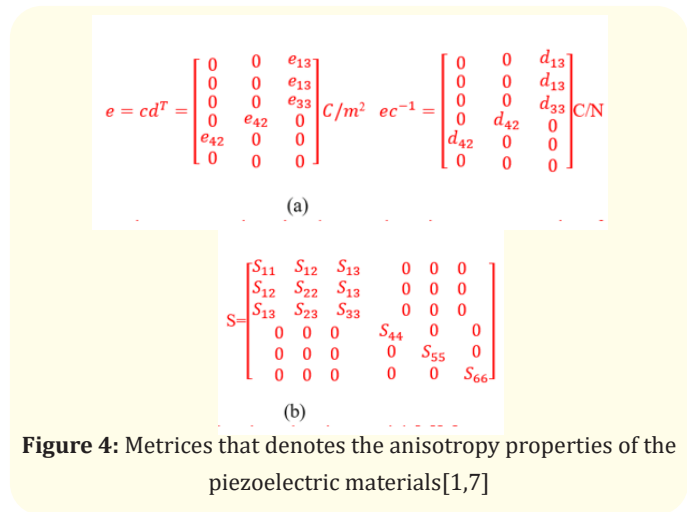 e = cd^T = [0 0 e₁₃; 0 0 e₁₃; 0 0 e₃₃; 0 e₄₂ 0; e₄₂ 0 0; 0 0 0] C/m² ec⁻¹ = [0 0 d₁₃; 0 0 d₁₃; 0 0 d₃₃; 0 d₄₂ 0; d₄₂ 0 0; 0 0 0] C/N
(a)
S= [S₁₁ S₁₂ S₁₃ 0 0 0
S₁₂ S₂₂ S₁₃ 0 0 0
S₁₃ S₂₃ S₃₃ 0 0 0
0 0 0 S₄₄ 0 0
0 0 0 0 S₅₅ 0
0 0 0 0 0 S₆₆]
(b)
Figure 4: Metrices that denotes the anisotropy properties of the
piezoelectric materials[1,7]